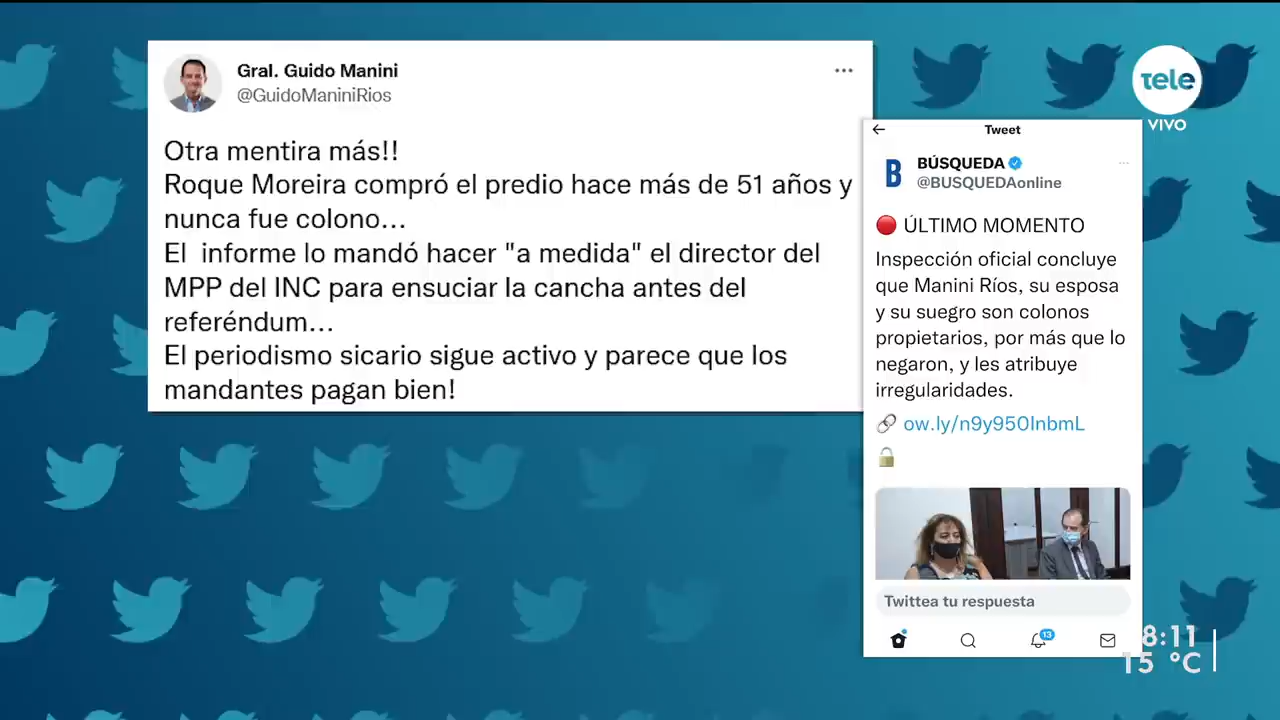 Gral. Guido Manini
@GuidoManiniRios
Otra mentira más!!
Roque Moreira compró el predio hace más de 51 años y
nunca fue colono...
El  informe lo mandó hacer "a medida" el director del
MPP del INC para ensuciar la cancha antes del
referéndum...
El periodismo sicario sigue activo y parece que los
mandantes pagan bien!
tele
VIVO
Tweet
B
BÚSQUEDA
@BUSQUEDAonline
ÚLTIMO MOMENTO
Inspección oficial concluye
que Manini Ríos, su esposa
y su suegro son colonos
propietarios, por más que lo
negaron, y les atribuye
irregularidades.
ow.ly/n9y950InbmL
Twittea tu respuesta
13
8:11
15 °C